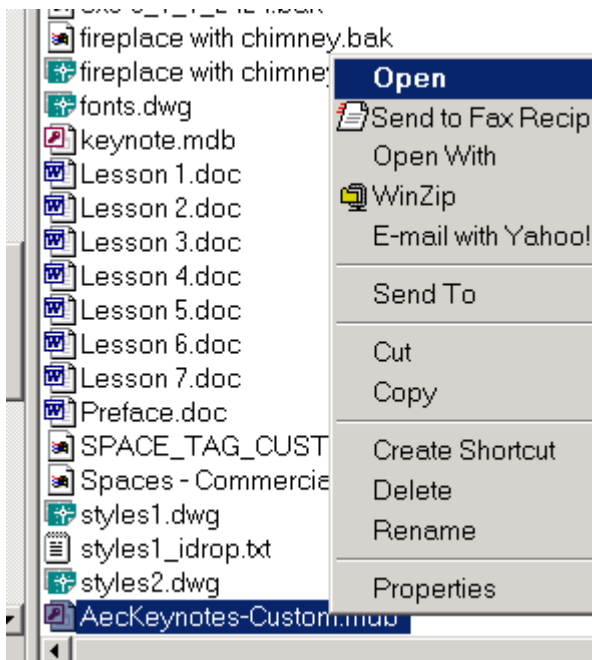 fireplace with chimney.bak
fireplace with chimney
fonts.dwg
keynote.mdb
Lesson 1.doc
Lesson 2.doc
Lesson 3.doc
Lesson 4.doc
Lesson 5.doc
Lesson 6.doc
Lesson 7.doc
Preface.doc
SPACE_TAG_CUST
Spaces - Commercia
styles1.dwg
styles1_idrop.txt
styles2.dwg
AecKeynotes-Custom.mdb
Open
Send to Fax Recip
Open With
WinZip
E-mail with Yahoo!
Send To
Cut
Copy
Create Shortcut
Delete
Rename
Properties